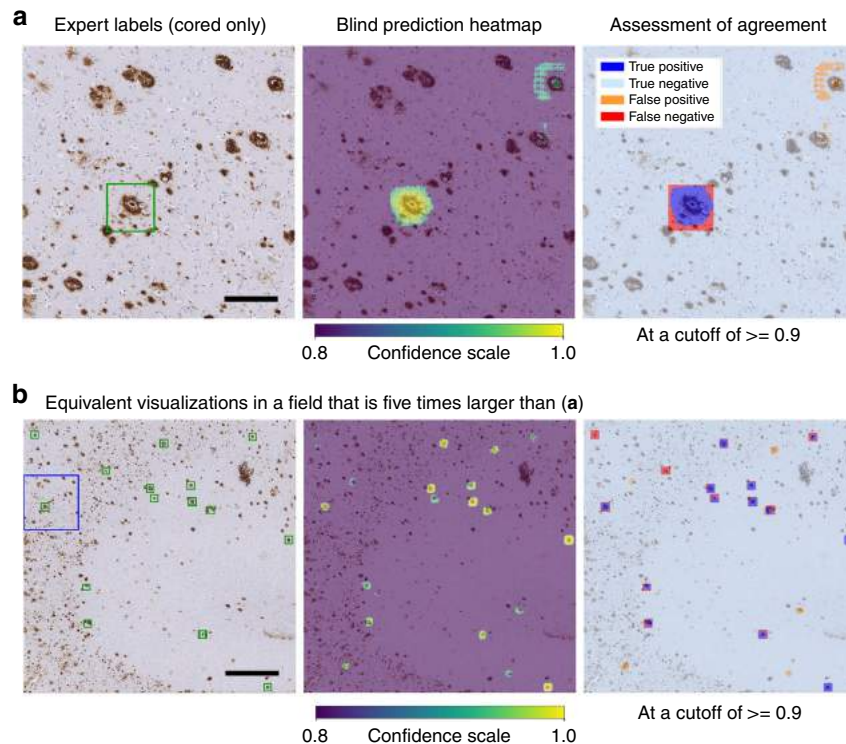 a
Expert labels (cored only)
Blind prediction heatmap
Assessment of agreement
True positive
True negative
False positive
False negative
0.8
Confidence scale
1.0
At a cutoff of >= 0.9
b
Equivalent visualizations in a field that is five times larger than (a)
0.8
Confidence scale
1.0
At a cutoff of >= 0.9